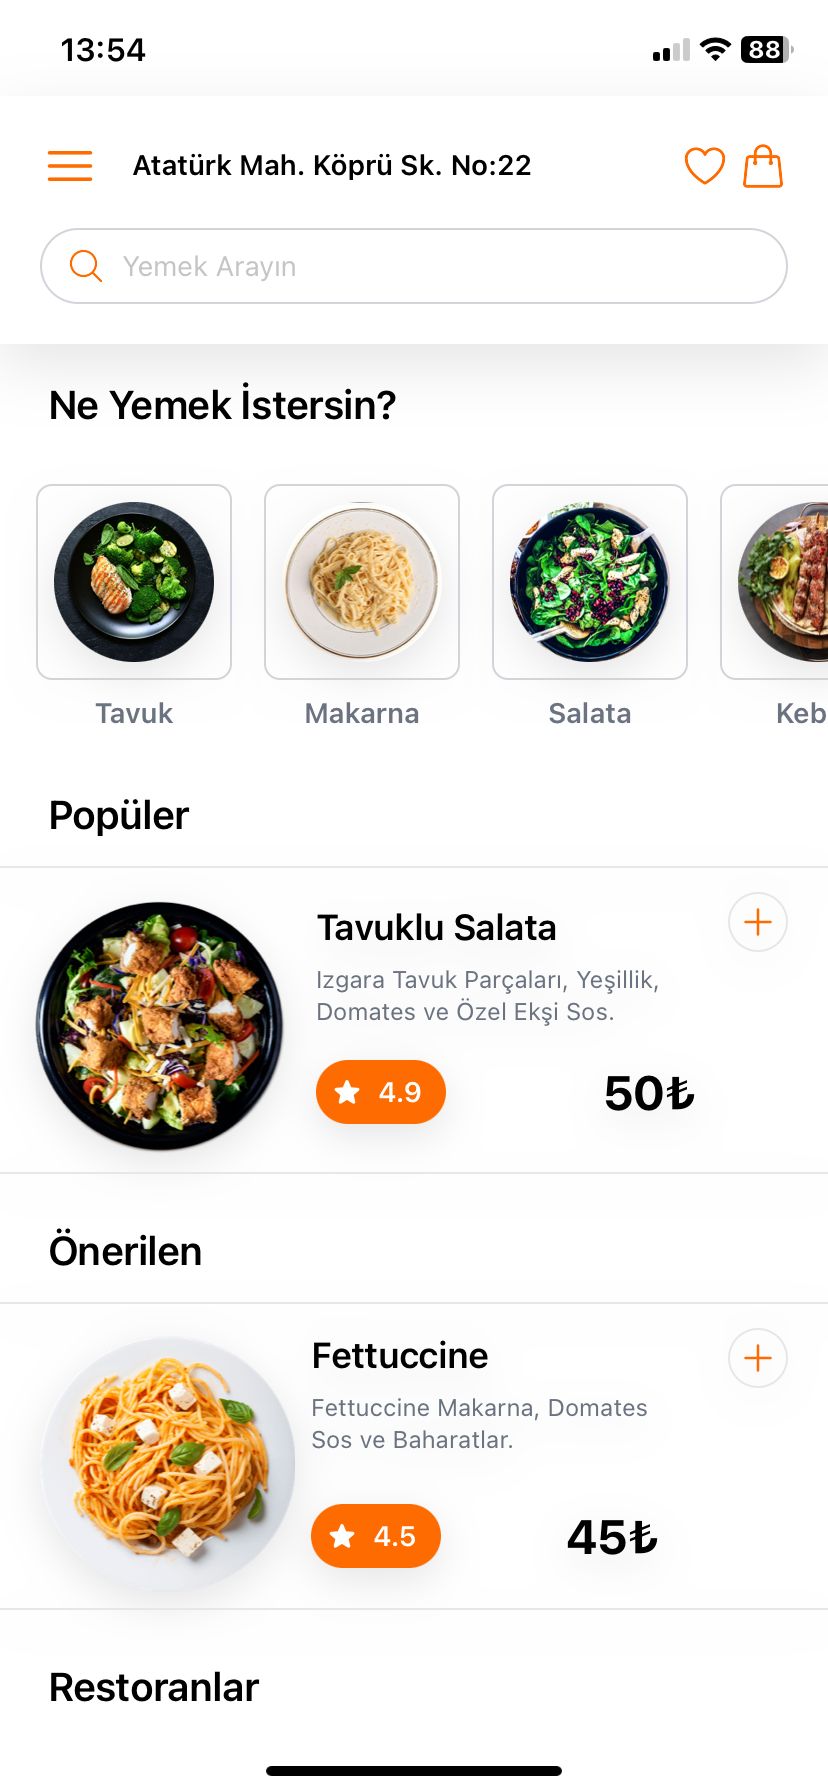 13:54
88
Atatürk Mah. Köprü Sk. No:22
Yemek Arayın
Ne Yemek İstersin?
Tavuk
Makarna
Salata
Keb
Popüler
Tavuklu Salata
Izgara Tavuk Parçaları, Yeşillik,
Domates ve Özel Ekşi Sos.
4.9
50₺
Önerilen
Fettuccine
Fettuccine Makarna, Domates
Sos ve Baharatlar.
4.5
45₺
Restoranlar